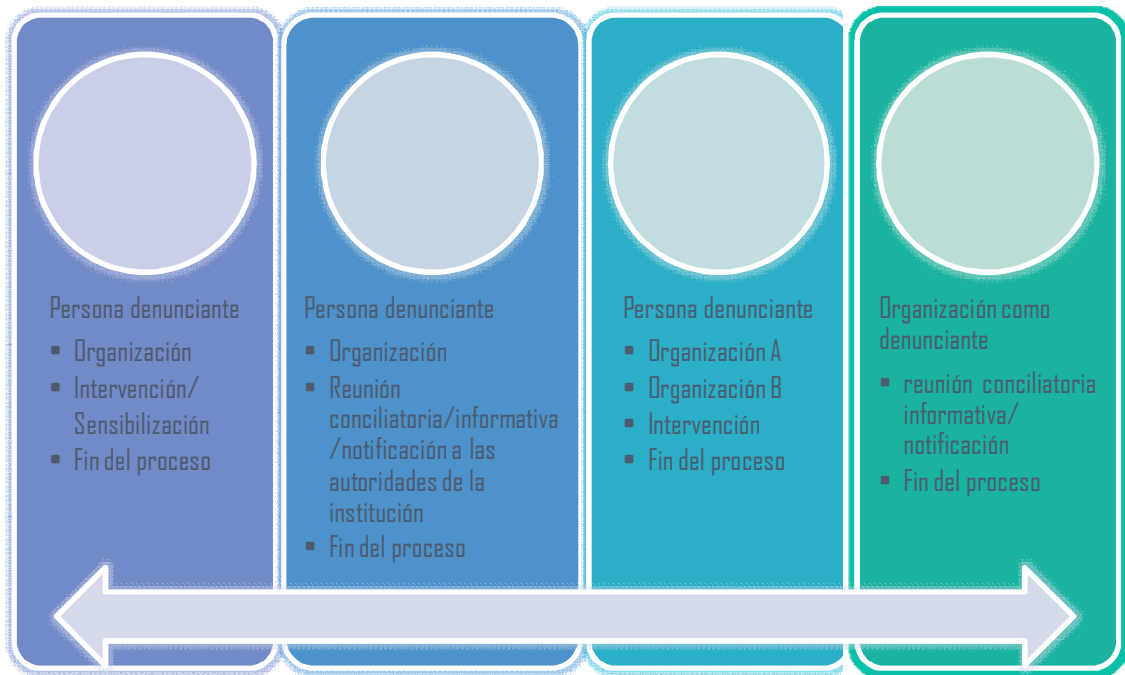 Persona denunciante
▪ Organización
▪ Intervención/
Sensibilización
▪ Fin del proceso
Persona denunciante
▪ Organización
▪ Reunión
conciliatoria/informativa
/notificación a las
autoridades de la
institución
▪ Fin del proceso
Persona denunciante
▪ Organización A
▪ Organización B
▪ Intervención
▪ Fin del proceso
Organización como
denunciante
▪ reunión conciliatoria
informativa/
notificación
▪ Fin del proceso